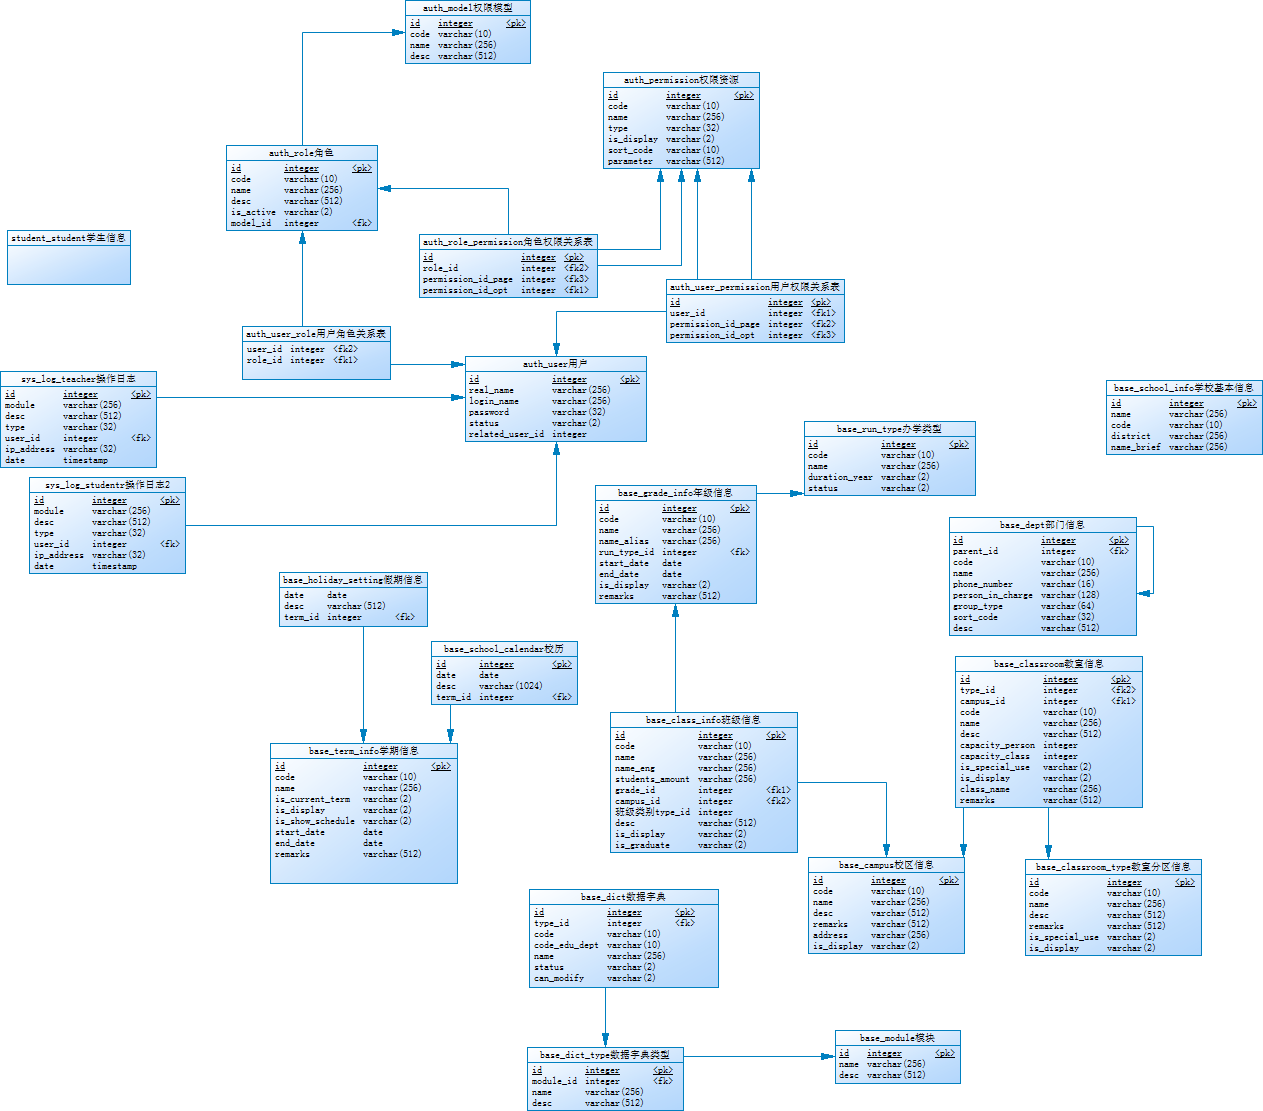 auth_model权限模型
id integer <pk>
code varchar(10)
name varchar(256)
desc varchar(512)
auth_permission权限资源
id integer <pk>
code varchar(10)
name varchar(256)
type varchar(32)
is_display varchar(2)
sort_code varchar(10)
parameter varchar(512)
auth_role角色
id integer <pk>
code varchar(10)
name varchar(256)
desc varchar(512)
is_active varchar(2)
model_id integer <fk>
student_student学生信息
auth_role_permission角色权限关系表
id integer <pk>
role_id integer <fk2>
permission_id_page integer <fk3>
permission_id_opt integer <fk1>
auth_user_permission用户权限关系表
id integer <pk>
user_id integer <fk1>
permission_id_page integer <fk2>
permission_id_opt integer <fk3>
auth_user_role用户角色关系表
user_id integer <fk2>
role_id integer <fk1>
auth_user用户
id integer <pk>
real_name varchar(256)
login_name varchar(256)
password varchar(32)
status varchar(2)
related_user_id integer
sys_log_teacher操作日志
id integer <pk>
module varchar(256)
desc varchar(512)
type varchar(32)
user_id integer <fk>
ip_address varchar(32)
date timestamp
base_school_info学校基本信息
id integer <pk>
name varchar(256)
code varchar(10)
district varchar(256)
name_brief varchar(256)
base_run_type办学类型
id integer <pk>
code varchar(10)
name varchar(256)
duration_year varchar(2)
status varchar(2)
sys_log_studentr操作日志2
id integer <pk>
module varchar(256)
desc varchar(512)
type varchar(32)
user_id integer <fk>
ip_address varchar(32)
date timestamp
base_grade_info年级信息
id integer <pk>
code varchar(10)
name varchar(256)
name_alias varchar(256)
run_type_id integer <fk>
start_date date
end_date date
is_display varchar(2)
remarks varchar(512)
base_dept部门信息
id integer <pk>
parent_id integer <fk>
code varchar(10)
name varchar(256)
phone_number varchar(16)
person_in_charge varchar(128)
group_type varchar(64)
sort_code varchar(32)
desc varchar(512)
base_holiday_setting假期信息
date date
desc varchar(512)
term_id integer <fk>
base_school_calendar校历
id integer <pk>
date date
desc varchar(1024)
term_id integer <fk>
base_classroom教室信息
id integer <pk>
type_id integer <fk2>
campus_id integer <fk1>
code varchar(10)
name varchar(256)
desc varchar(512)
capacity_person integer
capacity_class integer
is_special_use varchar(2)
is_display varchar(2)
class_name varchar(256)
remarks varchar(512)
base_class_info班级信息
id integer <pk>
code varchar(10)
name varchar(256)
name_eng varchar(256)
students_amount varchar(256)
grade_id integer <fk1>
campus_id integer <fk2>
班级类别type_id integer
desc varchar(512)
is_display varchar(2)
is_graduate varchar(2)
base_term_info学期信息
id integer <pk>
code varchar(10)
name varchar(256)
is_current_term varchar(2)
is_display varchar(2)
is_show_schedule varchar(2)
start_date date
end_date date
remarks varchar(512)
base_campus校区信息
id integer <pk>
code varchar(10)
name varchar(256)
desc varchar(512)
remarks varchar(512)
address varchar(256)
is_display varchar(2)
base_classroom_type教室分区信息
id integer <pk>
code varchar(10)
name varchar(256)
desc varchar(512)
remarks varchar(512)
is_special_use varchar(2)
is_display varchar(2)
base_dict数据字典
id integer <pk>
type_id integer <fk>
code varchar(10)
code_edu_dept varchar(10)
name varchar(256)
status varchar(2)
can_modify varchar(2)
base_dict_type数据字典类型
id integer <pk>
module_id integer <fk>
name varchar(256)
desc varchar(512)
base_module模块
id integer <pk>
name varchar(256)
desc varchar(512)